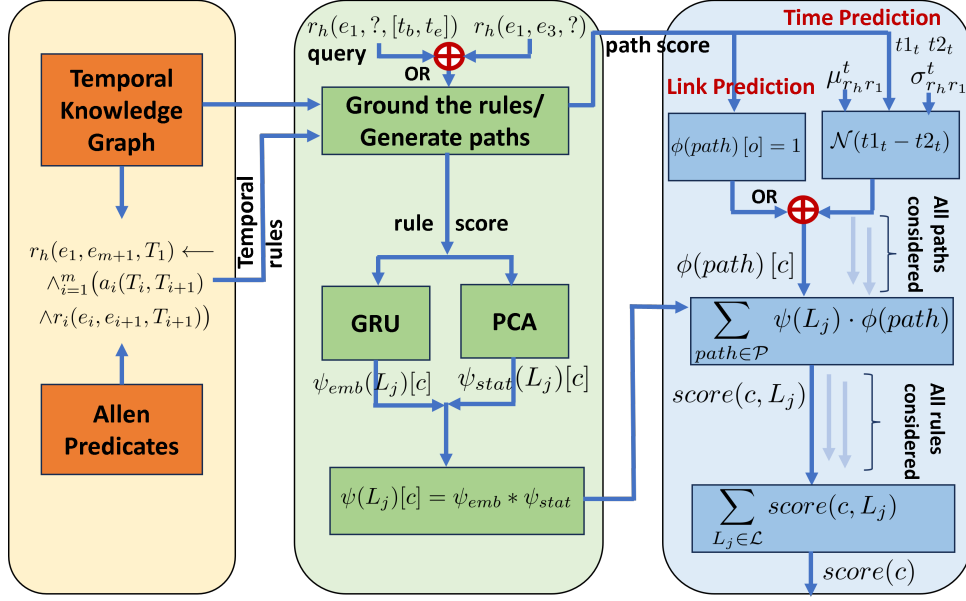 Temporal
Knowledge
Graph
r_h(e_1, e_{m+1}, T_1) ⟵
∧_{i=1}^{m}(a_i(T_i, T_{i+1})
∧r_i(e_i, e_{i+1}, T_{i+1}))
Allen
Predicates
Temporal
rules
r_h(e_1, ?, [t_b, t_e]) r_h(e_1, e_3, ?)
query
OR
Ground the rules/
Generate paths
rule score
GRU
PCA
ψ_{emb}(L_j)[c] ψ_{stat}(L_j)[c]
ψ(L_j)[c] = ψ_{emb} * ψ_{stat}
path score
Time Prediction
t1_t t2_t
Link Prediction
μ^t_{r_h r_1} σ^t_{r_h r_1}
ϕ(path)[o] = 1
𝒩(t1_t − t2_t)
OR
All paths
considered
ϕ(path)[c]
∑_{path∈𝒫} ψ(L_j) · ϕ(path)
score(c, L_j)
All rules
considered
∑_{L_j∈ℒ} score(c, L_j)
score(c)